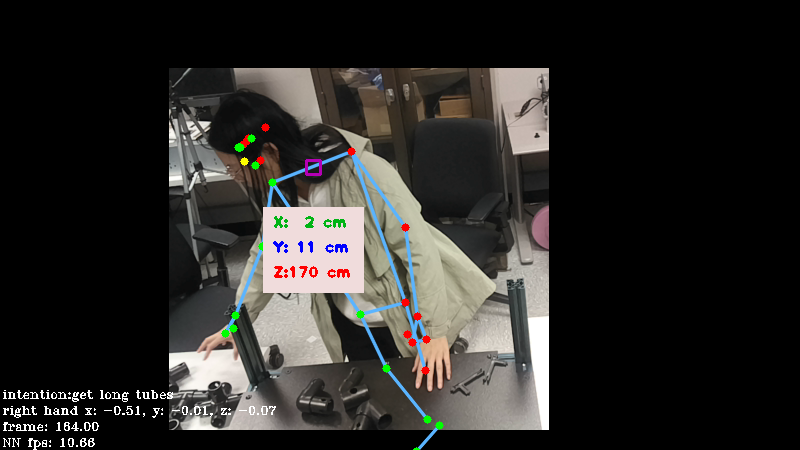 X: 2 cm
Y: 11 cm
Z:170 cm
intention:get long tubes
right hand x: -0.51, y: -0.01, z: -0.07
frame: 164.00
NN fps: 10.66